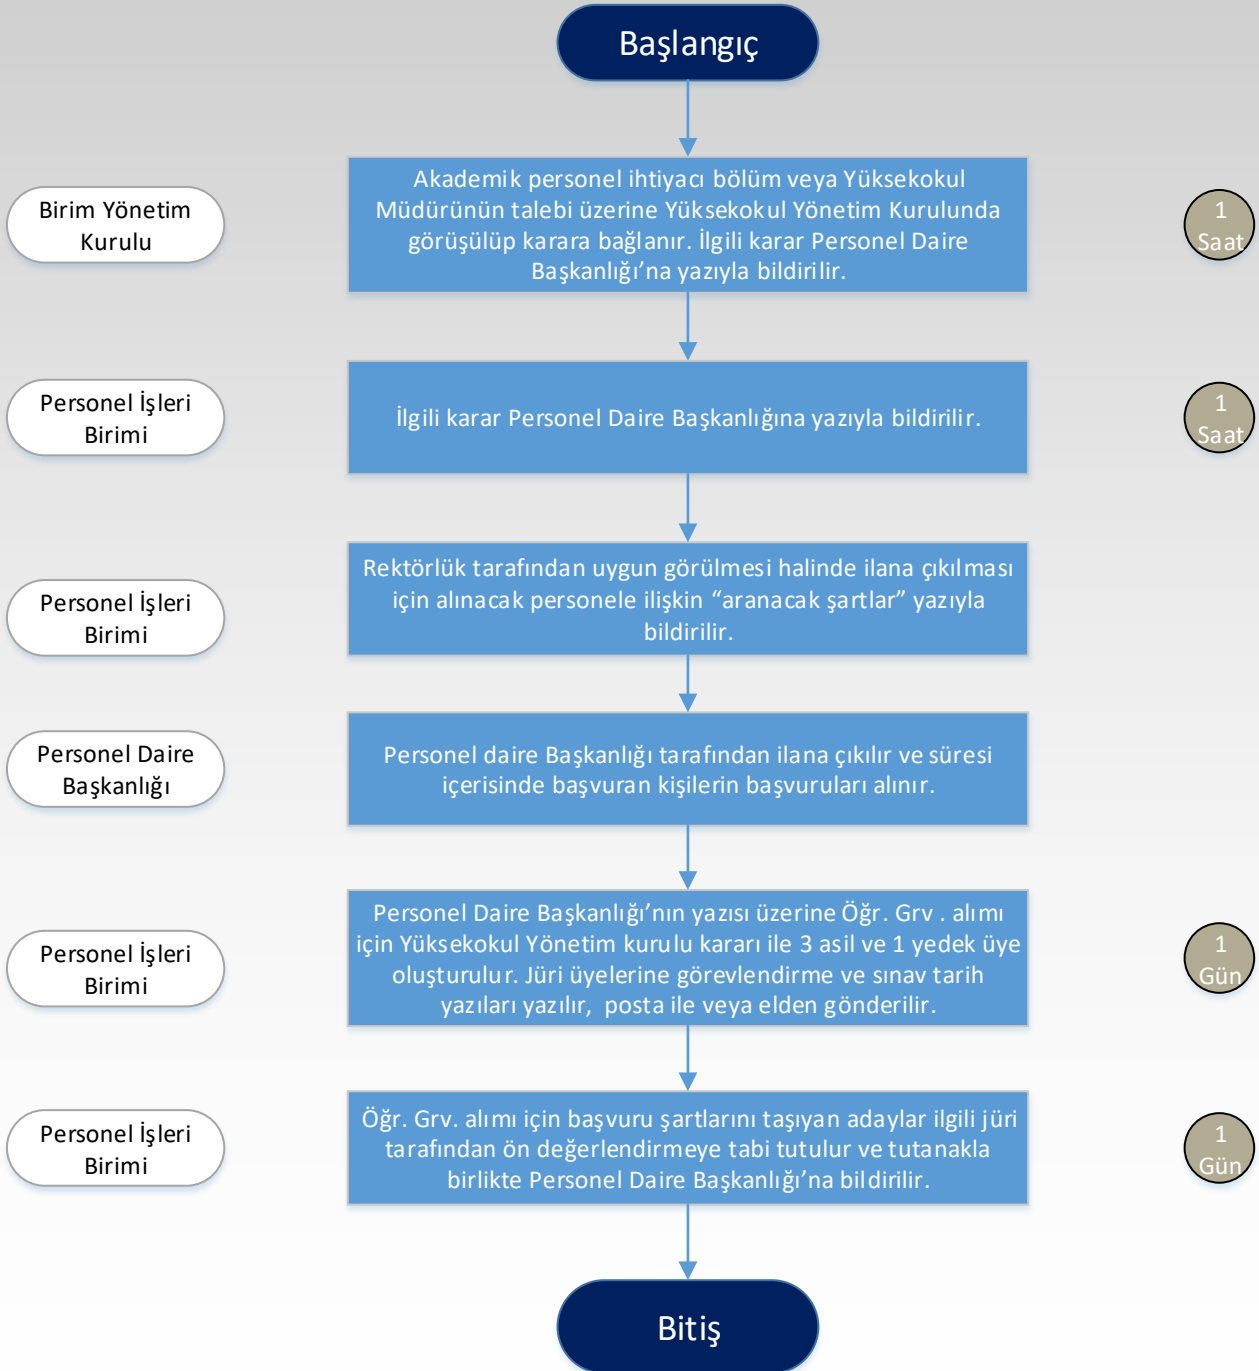 Başlangıç
Birim Yönetim
Kurulu
Akademik personel ihtiyacı bölüm veya Yüksekokul
Müdürünün talebi üzerine Yüksekokul Yönetim Kurulunda
görüşülüp karara bağlanır. İlgili karar Personel Daire
Başkanlığı’na yazıyla bildirilir.
1
Saat
Personel İşleri
Birimi
İlgili karar Personel Daire Başkanlığına yazıyla bildirilir.
1
Saat
Personel İşleri
Birimi
Rektörlük tarafından uygun görülmesi halinde ilana çıkılması
için alınacak personele ilişkin “aranacak şartlar” yazıyla
bildirilir.
Personel Daire
Başkanlığı
Personel daire Başkanlığı tarafından ilana çıkılır ve süresi
içerisinde başvuran kişilerin başvuruları alınır.
Personel İşleri
Birimi
Personel Daire Başkanlığı’nın yazısı üzerine Öğr. Grv . alımı
için Yüksekokul Yönetim kurulu kararı ile 3 asil ve 1 yedek üye
oluşturulur. Jüri üyelerine görevlendirme ve sınav tarih
yazıları yazılır, posta ile veya elden gönderilir.
1
Gün
Personel İşleri
Birimi
Öğr. Grv. alımı için başvuru şartlarını taşıyan adaylar ilgili jüri
tarafından ön değerlendirmeye tabi tutulur ve tutanakla
birlikte Personel Daire Başkanlığı’na bildirilir.
1
Gün
Bitiş